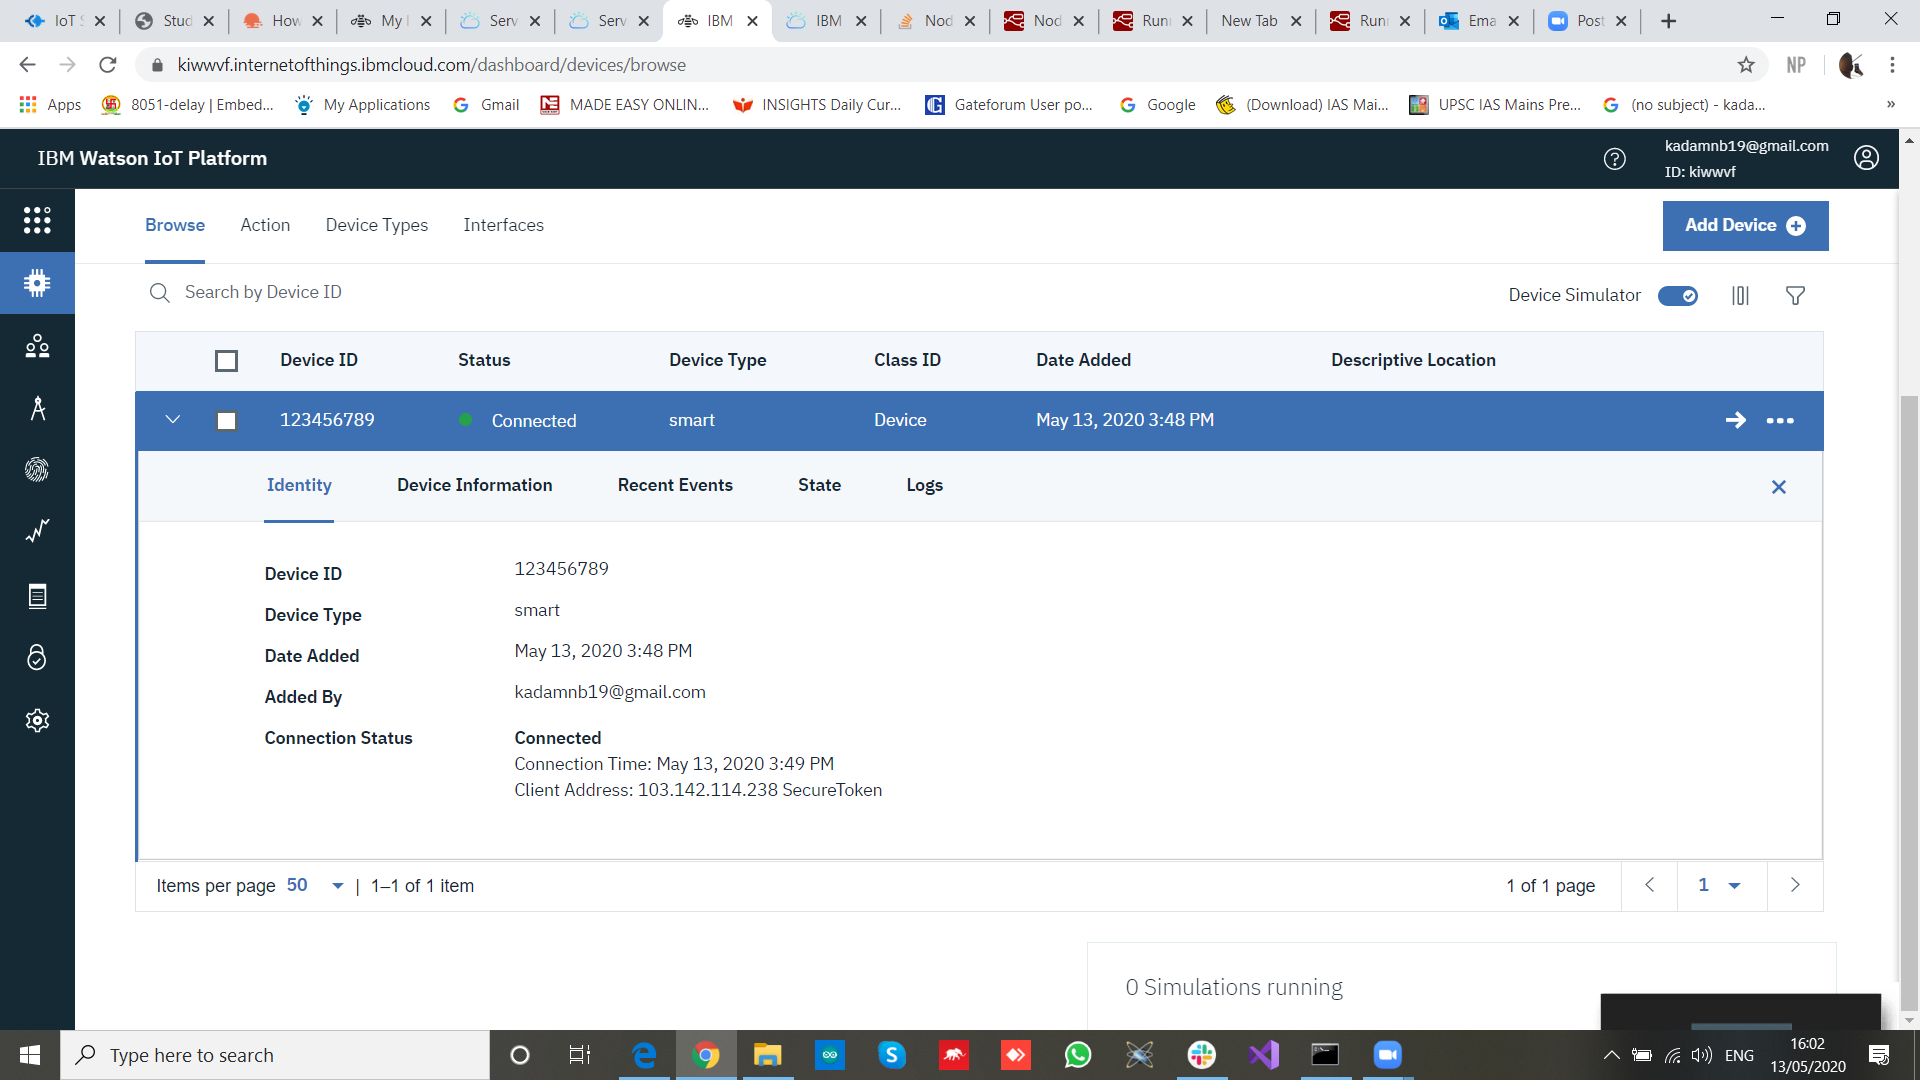 IoT S
Stud
How
My I
Serv
Serv
IBM
IBM
Nod
Nod
Run
New Tab
Run
Ema
Post
kiwwvf.internetofthings.ibmcloud.com/dashboard/devices/browse
NP
Apps
8051-delay | Embed...
My Applications
Gmail
MADE EASY ONLIN...
INSIGHTS Daily Cur...
Gateforum User po...
Google
(Download) IAS Mai...
UPSC IAS Mains Pre...
(no subject) - kada...
»
IBM Watson IoT Platform
kadamnb19@gmail.com
ID: kiwwvf
Browse Action Device Types Interfaces
Add Device
Search by Device ID
Device Simulator
Device ID Status Device Type Class ID Date Added Descriptive Location
123456789 Connected smart Device May 13, 2020 3:48 PM
Identity Device Information Recent Events State Logs
Device ID 123456789
Device Type smart
Date Added May 13, 2020 3:48 PM
Added By kadamnb19@gmail.com
Connection Status Connected
Connection Time: May 13, 2020 3:49 PM
Client Address: 103.142.114.238 SecureToken
Items per page 50 | 1–1 of 1 item
1 of 1 page 1
0 Simulations running
Type here to search
ENG
16:02
13/05/2020